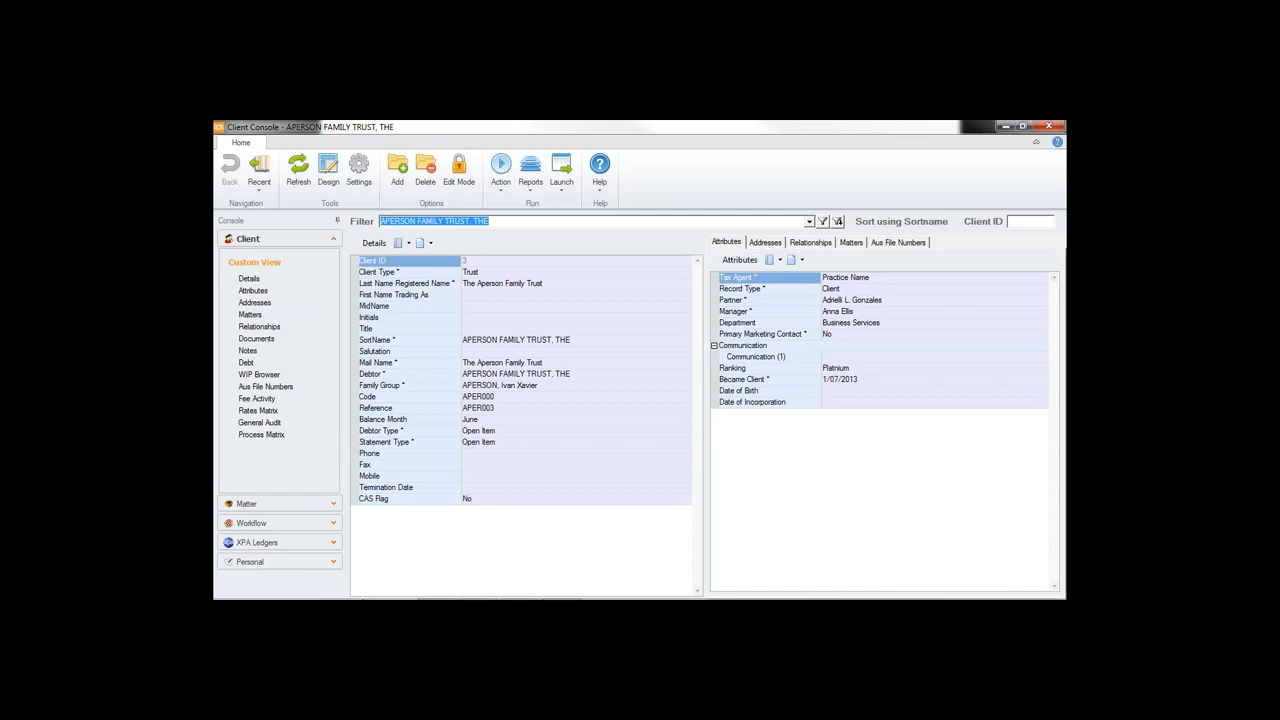 Client Console - APERSON FAMILY TRUST, THE
Home
Back
Recent
Refresh
Design
Settings
Add
Delete
Edit Mode
Action
Reports
Launch
Help
Navigation
Tools
Options
Run
Help
Console
Client
Custom View
Details
Attributes
Addresses
Matters
Relationships
Documents
Notes
Debt
WIP Browser
Aus File Numbers
Fee Activity
Rates Matrix
General Audit
Process Matrix
Matter
Workflow
XPA Ledgers
Personal
Filter APERSON FAMILY TRUST, THE
Sort using Sortname
Client ID
Details
Client ID 3
Client Type * Trust
Last Name Registered Name * The Aperson Family Trust
First Name Trading As
MidName
Initials
Title
SortName * APERSON FAMILY TRUST, THE
Salutation
Mail Name * The Aperson Family Trust
Debtor * APERSON FAMILY TRUST, THE
Family Group * APERSON, Ivan Xavier
Code APER000
Reference APER003
Balance Month June
Debtor Type * Open Item
Statement Type * Open Item
Phone
Fax
Mobile
Termination Date
CAS Flag No
Attributes
Addresses
Relationships
Matters
Aus File Numbers
Attributes
Tax Agent * Practice Name
Record Type * Client
Partner * Adrielli L. Gonzales
Manager * Anna Ellis
Department Business Services
Primary Marketing Contact * No
Communication
Communication (1)
Ranking Platnium
Became Client * 1/07/2013
Date of Birth
Date of Incorporation